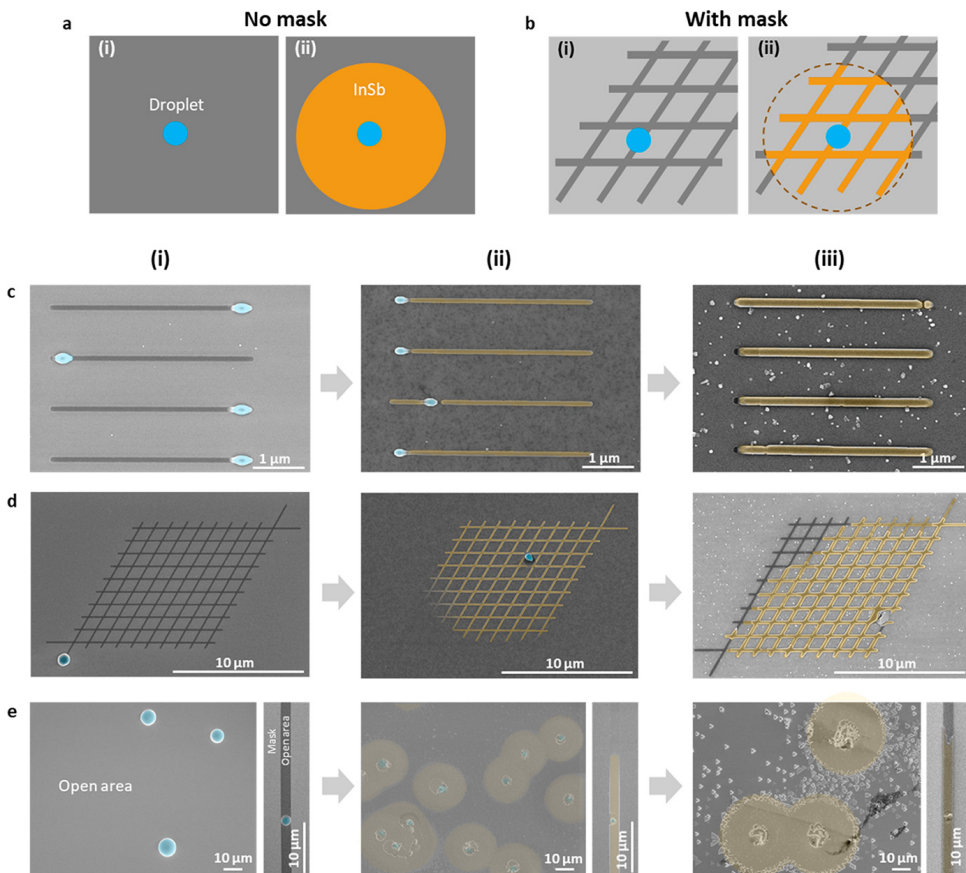 No mask
With mask
a
(i)
(ii)
Droplet
InSb
b
(i)
(ii)
(i)
(ii)
(iii)
c
1 µm
1 µm
1 µm
d
10 µm
10 µm
10 µm
e
Open area
10 µm
Mask
Open area
10 µm
10 µm
10 µm
10 µm
10 µm